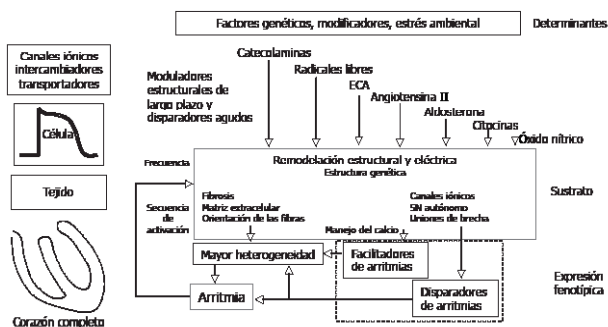 Factores genéticos, modificadores, estrés ambiental
Determinantes
Canales iónicos
intercambiadores
transportadores
Célula
Tejido
Corazón completo
Moduladores
estructurales de
largo plazo y
disparadores agudos
Catecolaminas
Radicales libres
ECA
Angiotensina II
Aldosterona
Citocinas
Óxido nítrico
Frecuencia
Secuencia
de
activación
Remodelación estructural y eléctrica
Estructura genética
Sustrato
Fibrosis
Matriz extracelular
Orientación de las fibras
Canales iónicos
SN autónomo
Uniones de brecha
Manejo del calcio
Mayor heterogeneidad
Facilitadores
de arritmias
Arritmia
Disparadores
de arritmias
Expresión
fenotípica